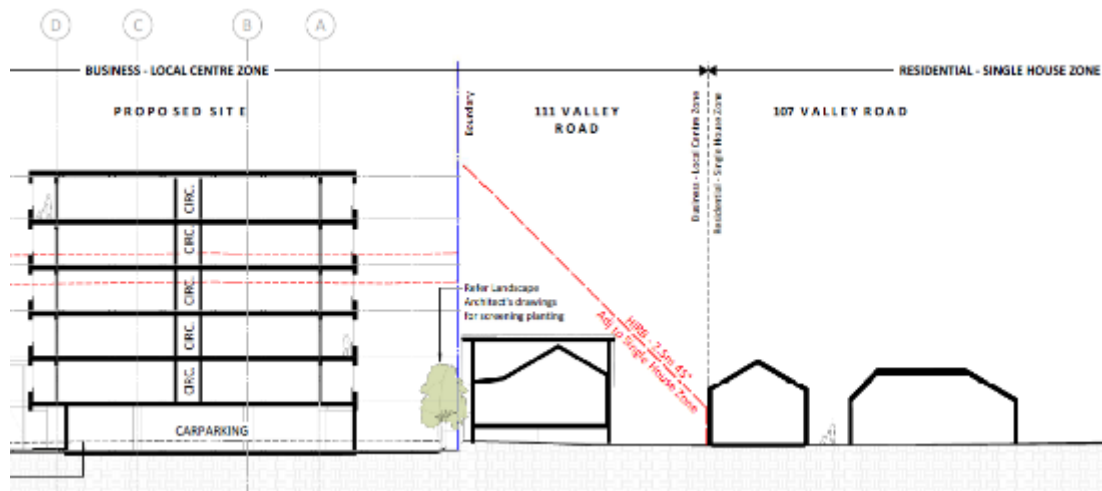 D C B A
BUSINESS - LOCAL CENTRE ZONE
RESIDENTIAL - SINGLE HOUSE ZONE
PROPOSED SITE
Boundary
111 VALLEY
ROAD
Business - Local Centre Zone
Residential - Single House Zone
107 VALLEY ROAD
CIRC.
CIRC.
CIRC.
CIRC.
CIRC.
Refer Landscape
Architect's drawings
for screening planting
HIRB - 2.5m 45°
Adj to Single House Zone
CARPARKING